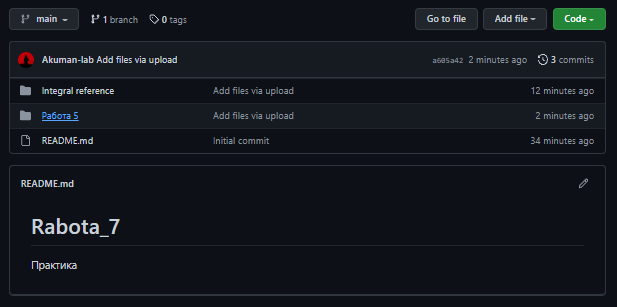 main 1 branch 0 tags Go to file Add file Code
Akuman-lab Add files via upload a605a42 2 minutes ago 3 commits
Integral reference Add files via upload 12 minutes ago
Работа 5 Add files via upload 2 minutes ago
README.md Initial commit 34 minutes ago
README.md
Rabota_7
Практика